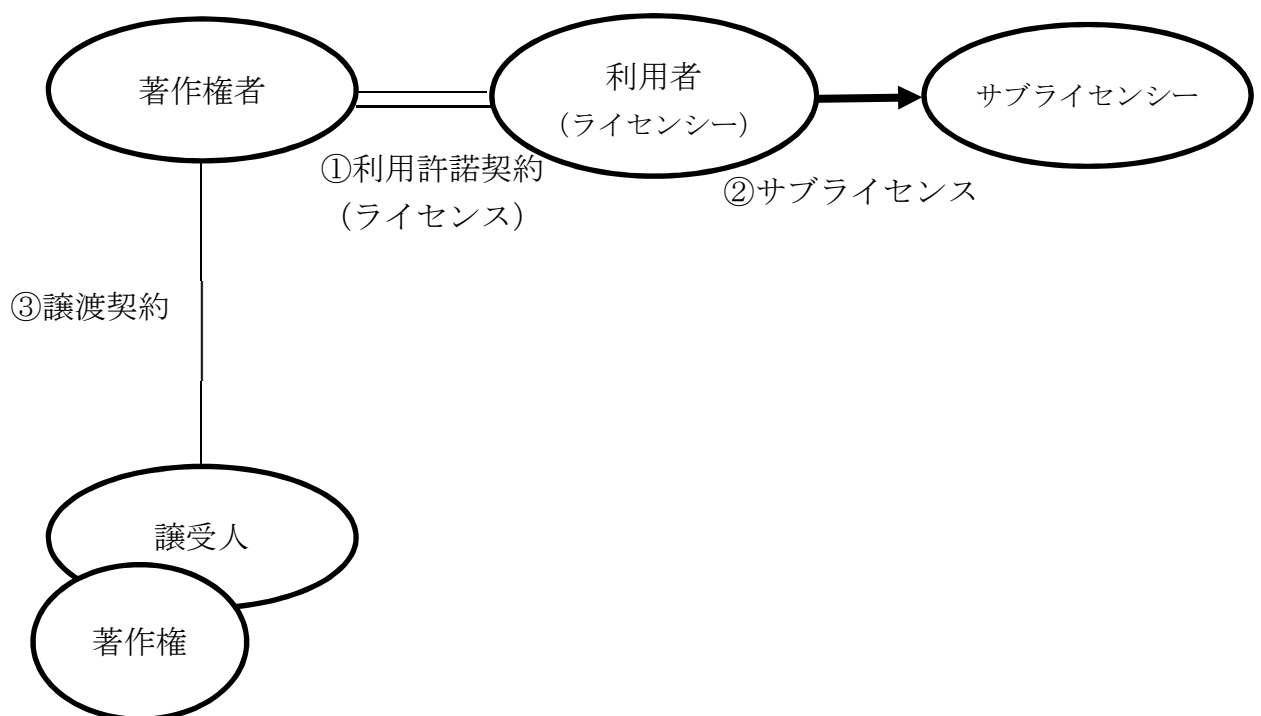 著作権者
利用者
（ライセンシー）
サブライセンシー
①利用許諾契約
（ライセンス）
②サブライセンス
③譲渡契約
譲受人
著作権